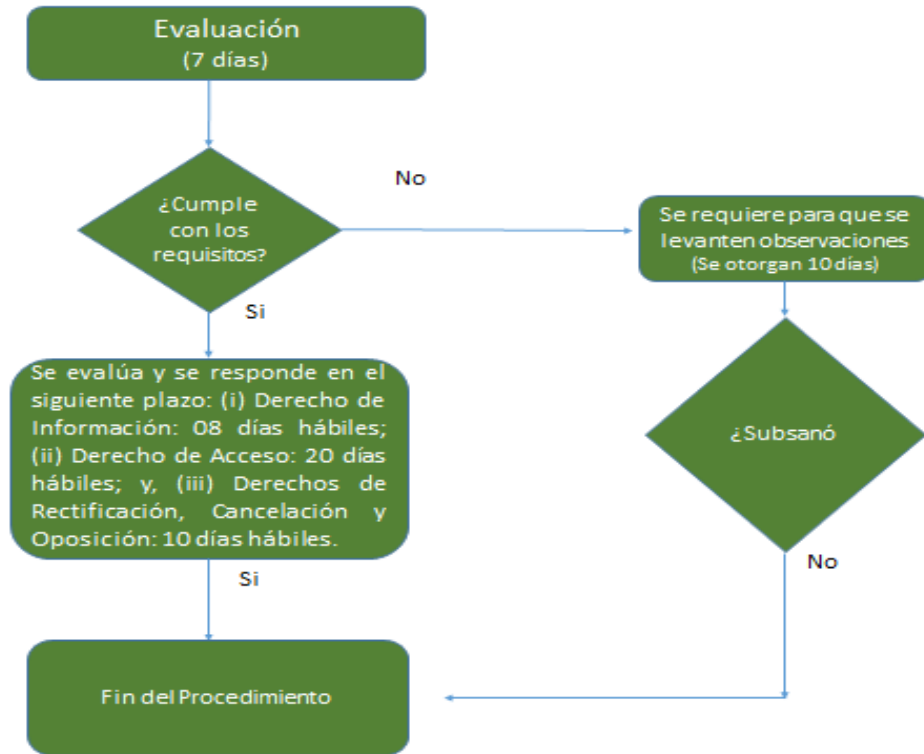 Evaluación
(7 días)
¿Cumple
con los
requisitos?
No
Se requiere para que se
levanten observaciones
(Se otorgan 10 días)
Si
Se evalúa y se responde en el
siguiente plazo: (i) Derecho de
Información: 08 días hábiles;
(ii) Derecho de Acceso: 20 días
hábiles; y, (iii) Derechos de
Rectificación, Cancelación y
Oposición: 10 días hábiles.
¿Subsanó
Si
No
Fin del Procedimiento